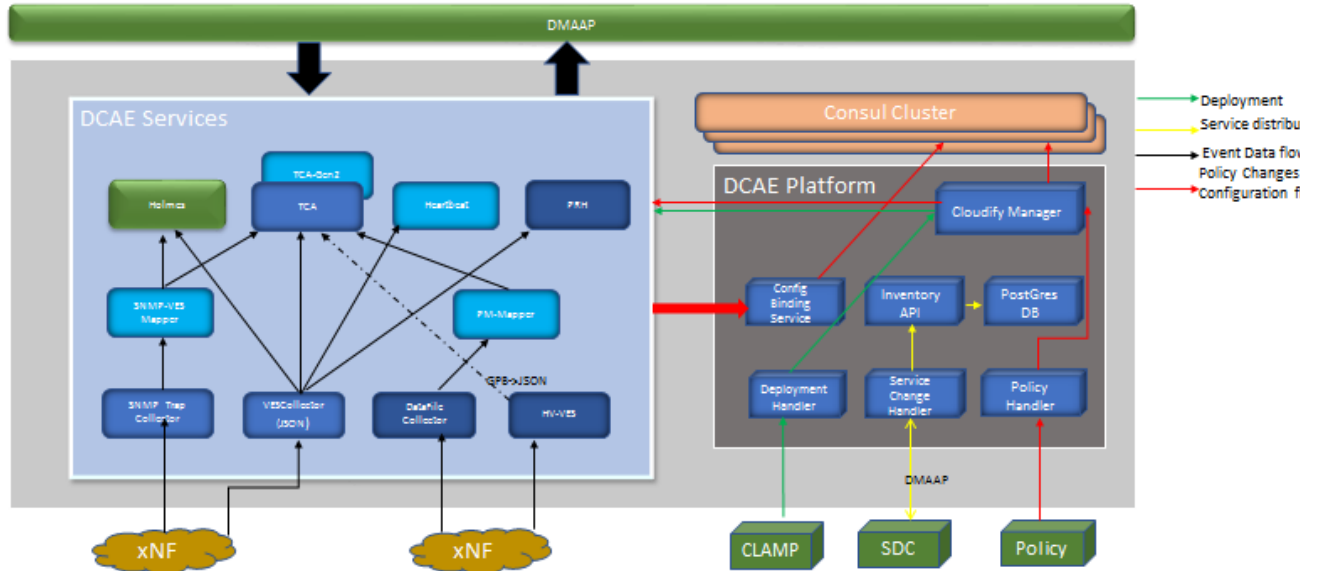 DMAAP
DCAE Services
Consul Cluster
Deployment
Service distribu
Event Data flow
Policy Changes
Configuration f
TCA-Gen2
Holmes
TCA
Heartbeat
PRH
DCAE Platform
Cloudify Manager
SNMP-VES
Mapper
PM-Mapper
Config
Binding
Service
Inventory
API
PostGres
DB
GPB->JSON
SNMP Trap
Collector
VESCollector
(JSON)
DataFile
Collector
HV-VES
Deployment
Handler
Service
Change
Handler
Policy
Handler
DMAAP
xNF
xNF
CLAMP
SDC
Policy